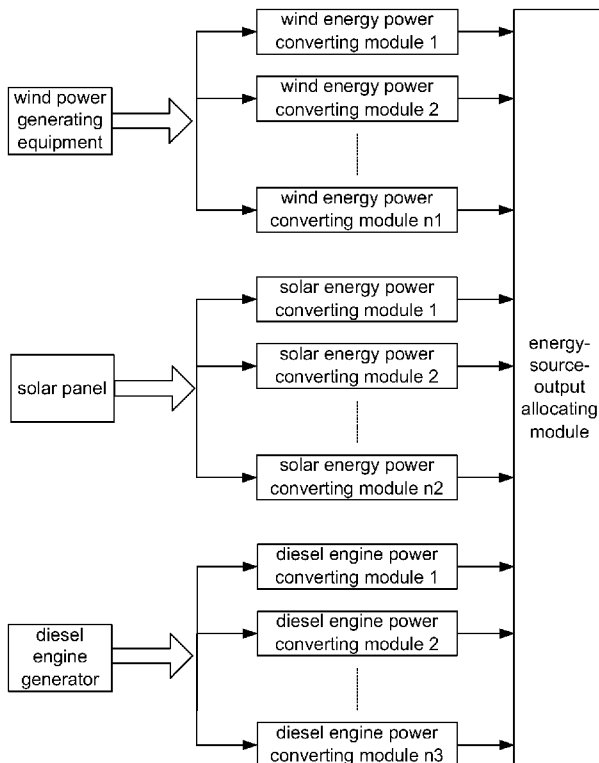 wind power
generating
equipment
wind energy power
converting module 1
wind energy power
converting module 2
wind energy power
converting module n1
solar panel
solar energy power
converting module 1
solar energy power
converting module 2
solar energy power
converting module n2
diesel
engine
generator
diesel engine power
converting module 1
diesel engine power
converting module 2
diesel engine power
converting module n3
energy-
source-
output
allocating
module